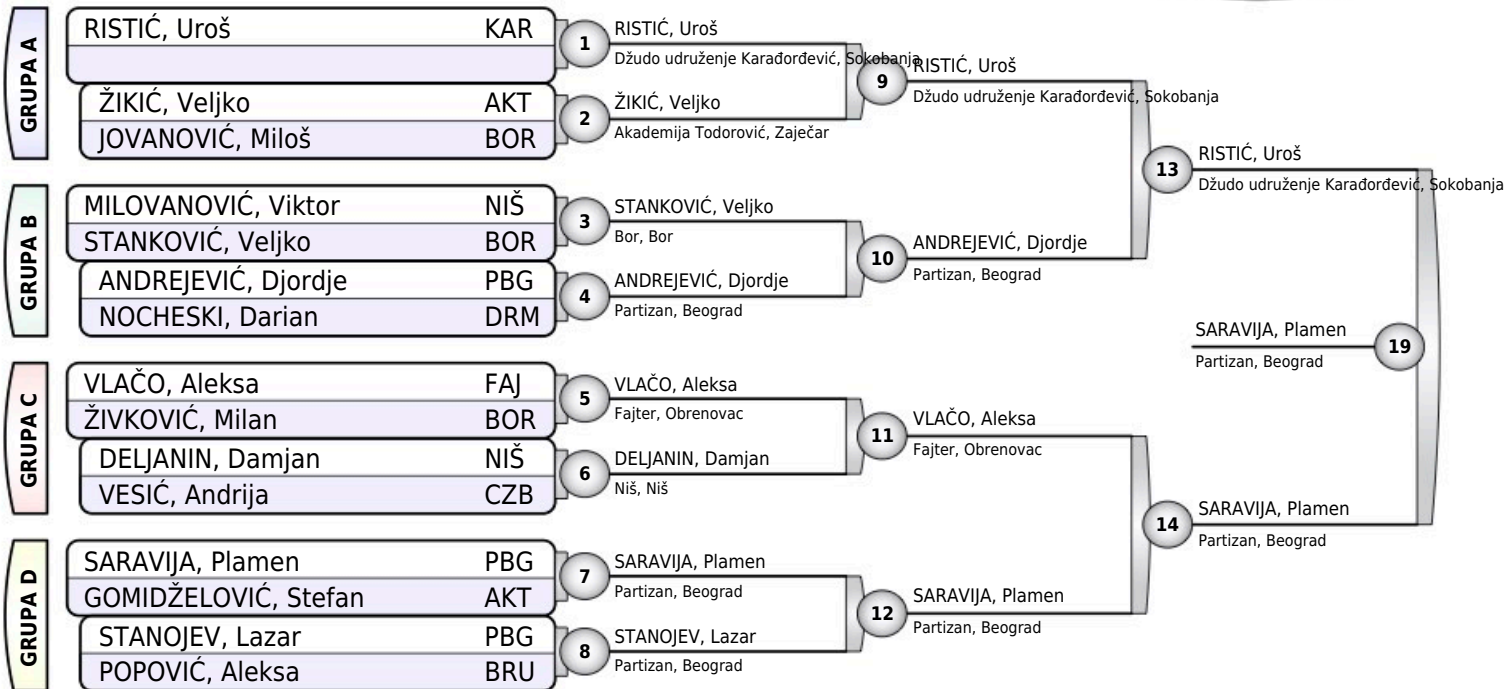 GRUPA A
RISTIĆ, Uroš KAR
ŽIKIĆ, Veljko AKT
JOVANOVIĆ, Miloš BOR
GRUPA B
MILOVANOVIĆ, Viktor NIŠ
STANKOVIĆ, Veljko BOR
ANDREJEVIĆ, Djordje PBG
NOCHESKI, Darian DRM
GRUPA C
VLAČO, Aleksa FAJ
ŽIVKOVIĆ, Milan BOR
DELJANIN, Damjan NIŠ
VESIĆ, Andrija CZB
GRUPA D
SARAVIJA, Plamen PBG
GOMIDŽELOVIĆ, Stefan AKT
STANOJEV, Lazar PBG
POPOVIĆ, Aleksa BRU
1
RISTIĆ, Uroš
Džudo udruženje Karađorđević, Sokobanja
2
ŽIKIĆ, Veljko
Akademija Todorović, Zaječar
3
STANKOVIĆ, Veljko
Bor, Bor
4
ANDREJEVIĆ, Djordje
Partizan, Beograd
5
VLAČO, Aleksa
Fajter, Obrenovac
6
DELJANIN, Damjan
Niš, Niš
7
SARAVIJA, Plamen
Partizan, Beograd
8
STANOJEV, Lazar
Partizan, Beograd
9
RISTIĆ, Uroš
Džudo udruženje Karađorđević, Sokobanja
10
ANDREJEVIĆ, Djordje
Partizan, Beograd
11
VLAČO, Aleksa
Fajter, Obrenovac
12
SARAVIJA, Plamen
Partizan, Beograd
13
RISTIĆ, Uroš
Džudo udruženje Karađorđević, Sokobanja
14
SARAVIJA, Plamen
Partizan, Beograd
19
SARAVIJA, Plamen
Partizan, Beograd